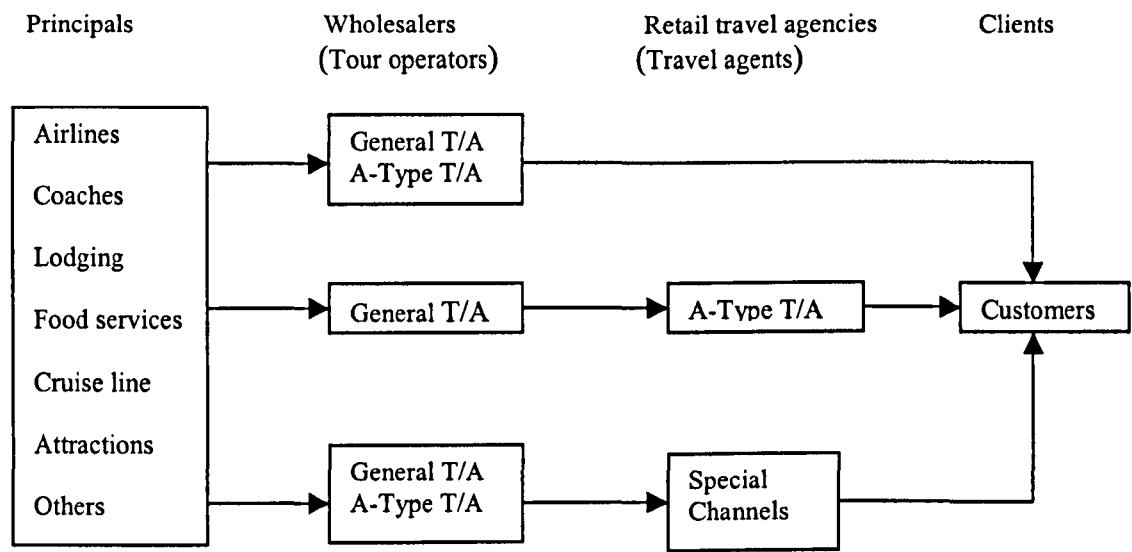 Principals
Wholesalers
(Tour operators)
Retail travel agencies
(Travel agents)
Clients
Airlines
Coaches
Lodging
Food services
Cruise line
Attractions
Others
General T/A
A-Type T/A
General T/A
A-Type T/A
Customers
General T/A
A-Type T/A
Special
Channels